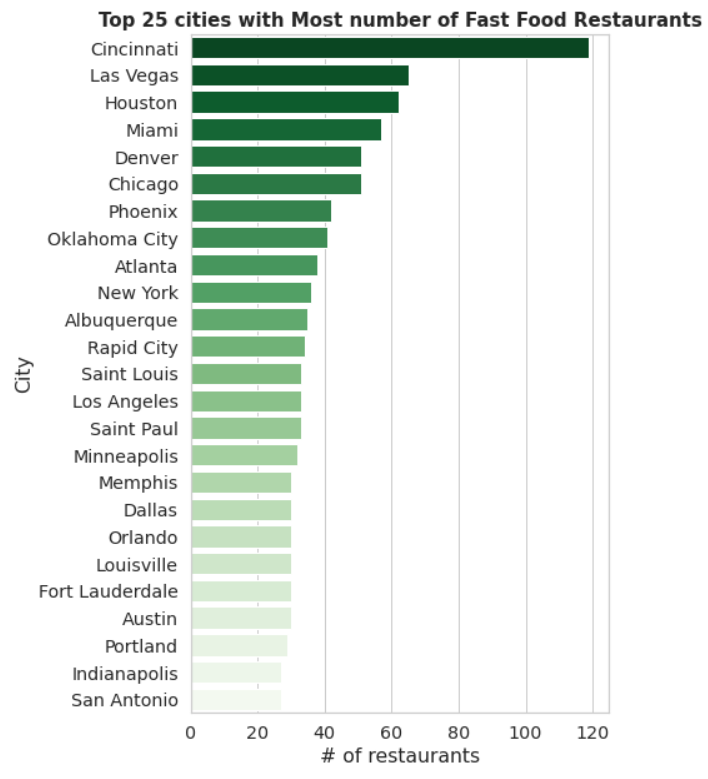 Top 25 cities with Most number of Fast Food Restaurants
Cincinnati
Las Vegas
Houston
Miami
Denver
Chicago
Phoenix
Oklahoma City
Atlanta
New York
Albuquerque
Rapid City
Saint Louis
Los Angeles
Saint Paul
Minneapolis
Memphis
Dallas
Orlando
Louisville
Fort Lauderdale
Austin
Portland
Indianapolis
San Antonio
City
0 20 40 60 80 100 120
# of restaurants